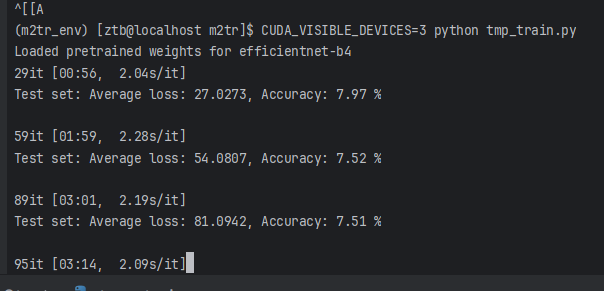 ^[[A
(m2tr_env) [ztb@localhost m2tr]$ CUDA_VISIBLE_DEVICES=3 python tmp_train.py
Loaded pretrained weights for efficientnet-b4
29it [00:56,  2.04s/it]
Test set: Average loss: 27.0273, Accuracy: 7.97 %
59it [01:59,  2.28s/it]
Test set: Average loss: 54.0807, Accuracy: 7.52 %
89it [03:01,  2.19s/it]
Test set: Average loss: 81.0942, Accuracy: 7.51 %
95it [03:14,  2.09s/it]